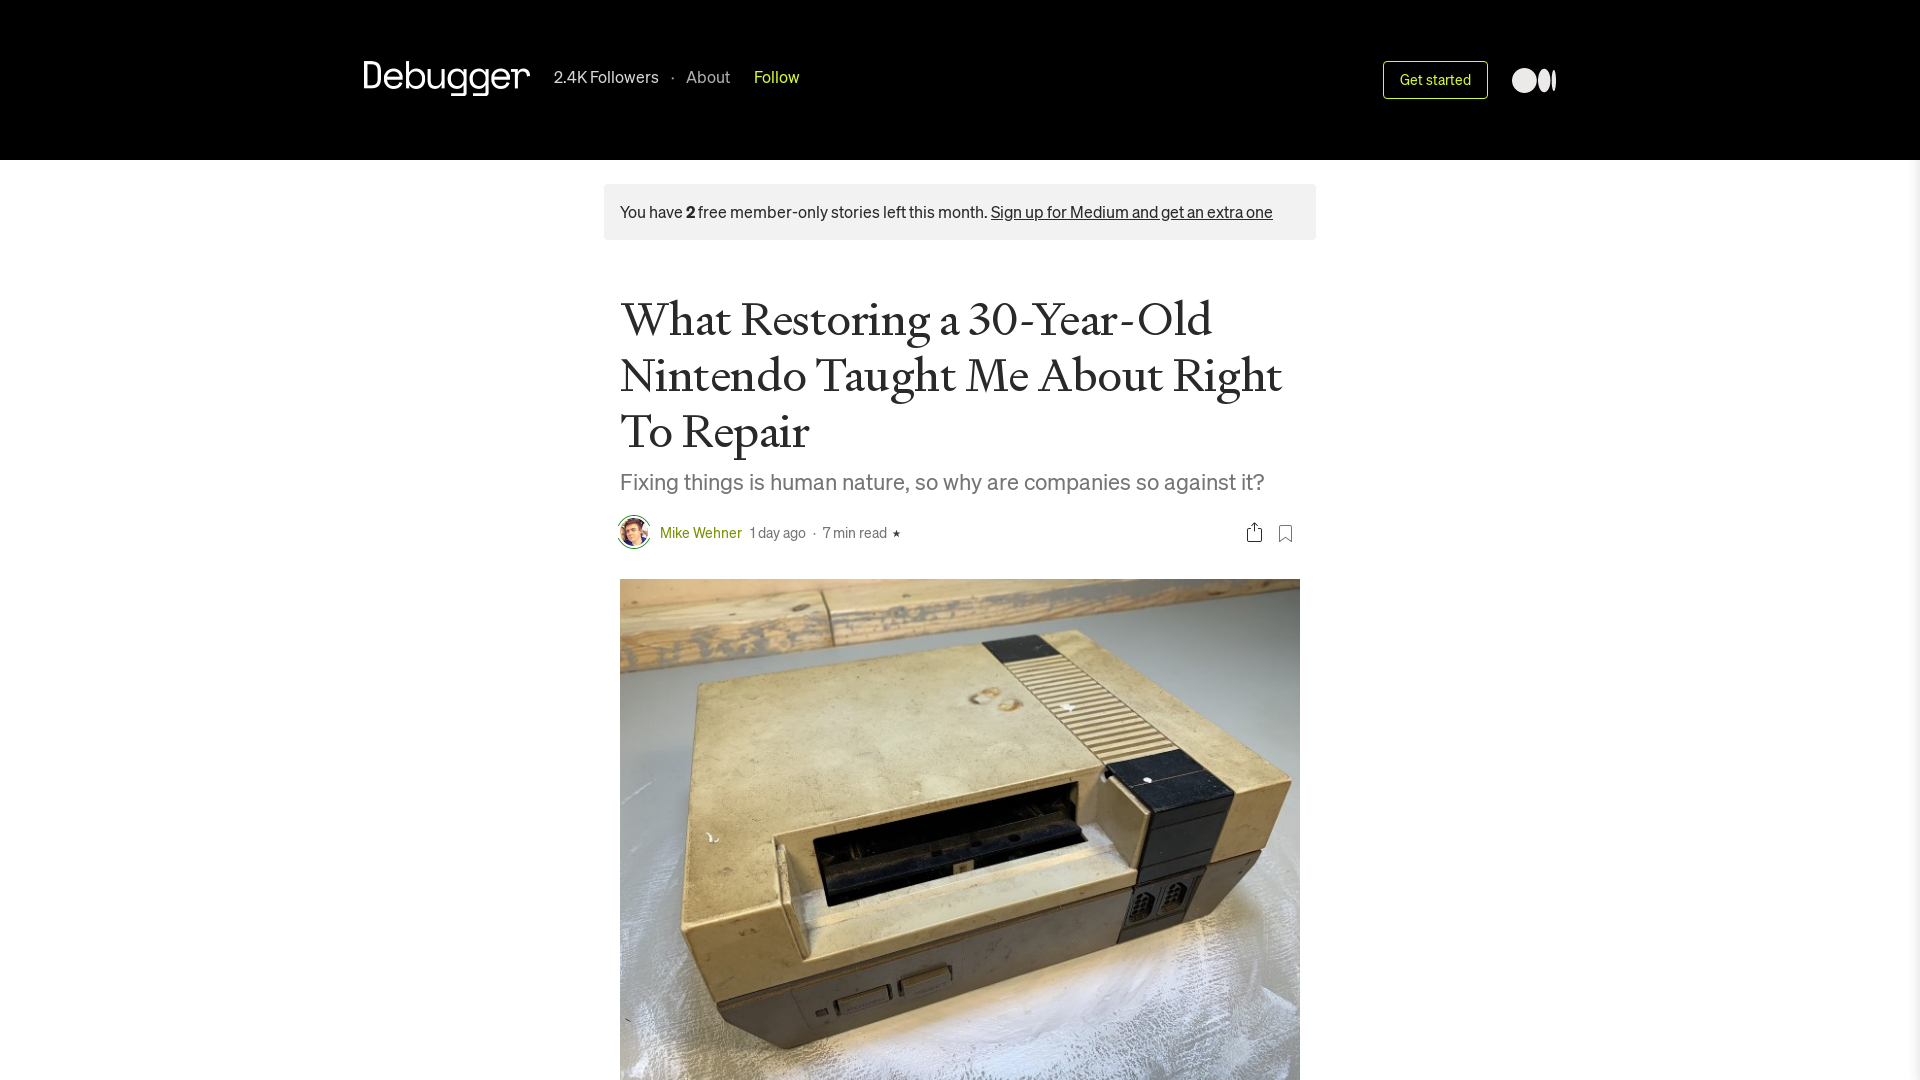 Debugger 2.4K Followers · About Follow Get started
You have 2 free member-only stories left this month. Sign up for Medium and get an extra one
What Restoring a 30-Year-Old
Nintendo Taught Me About Right
To Repair
Fixing things is human nature, so why are companies so against it?
Mike Wehner 1 day ago · 7 min read ★